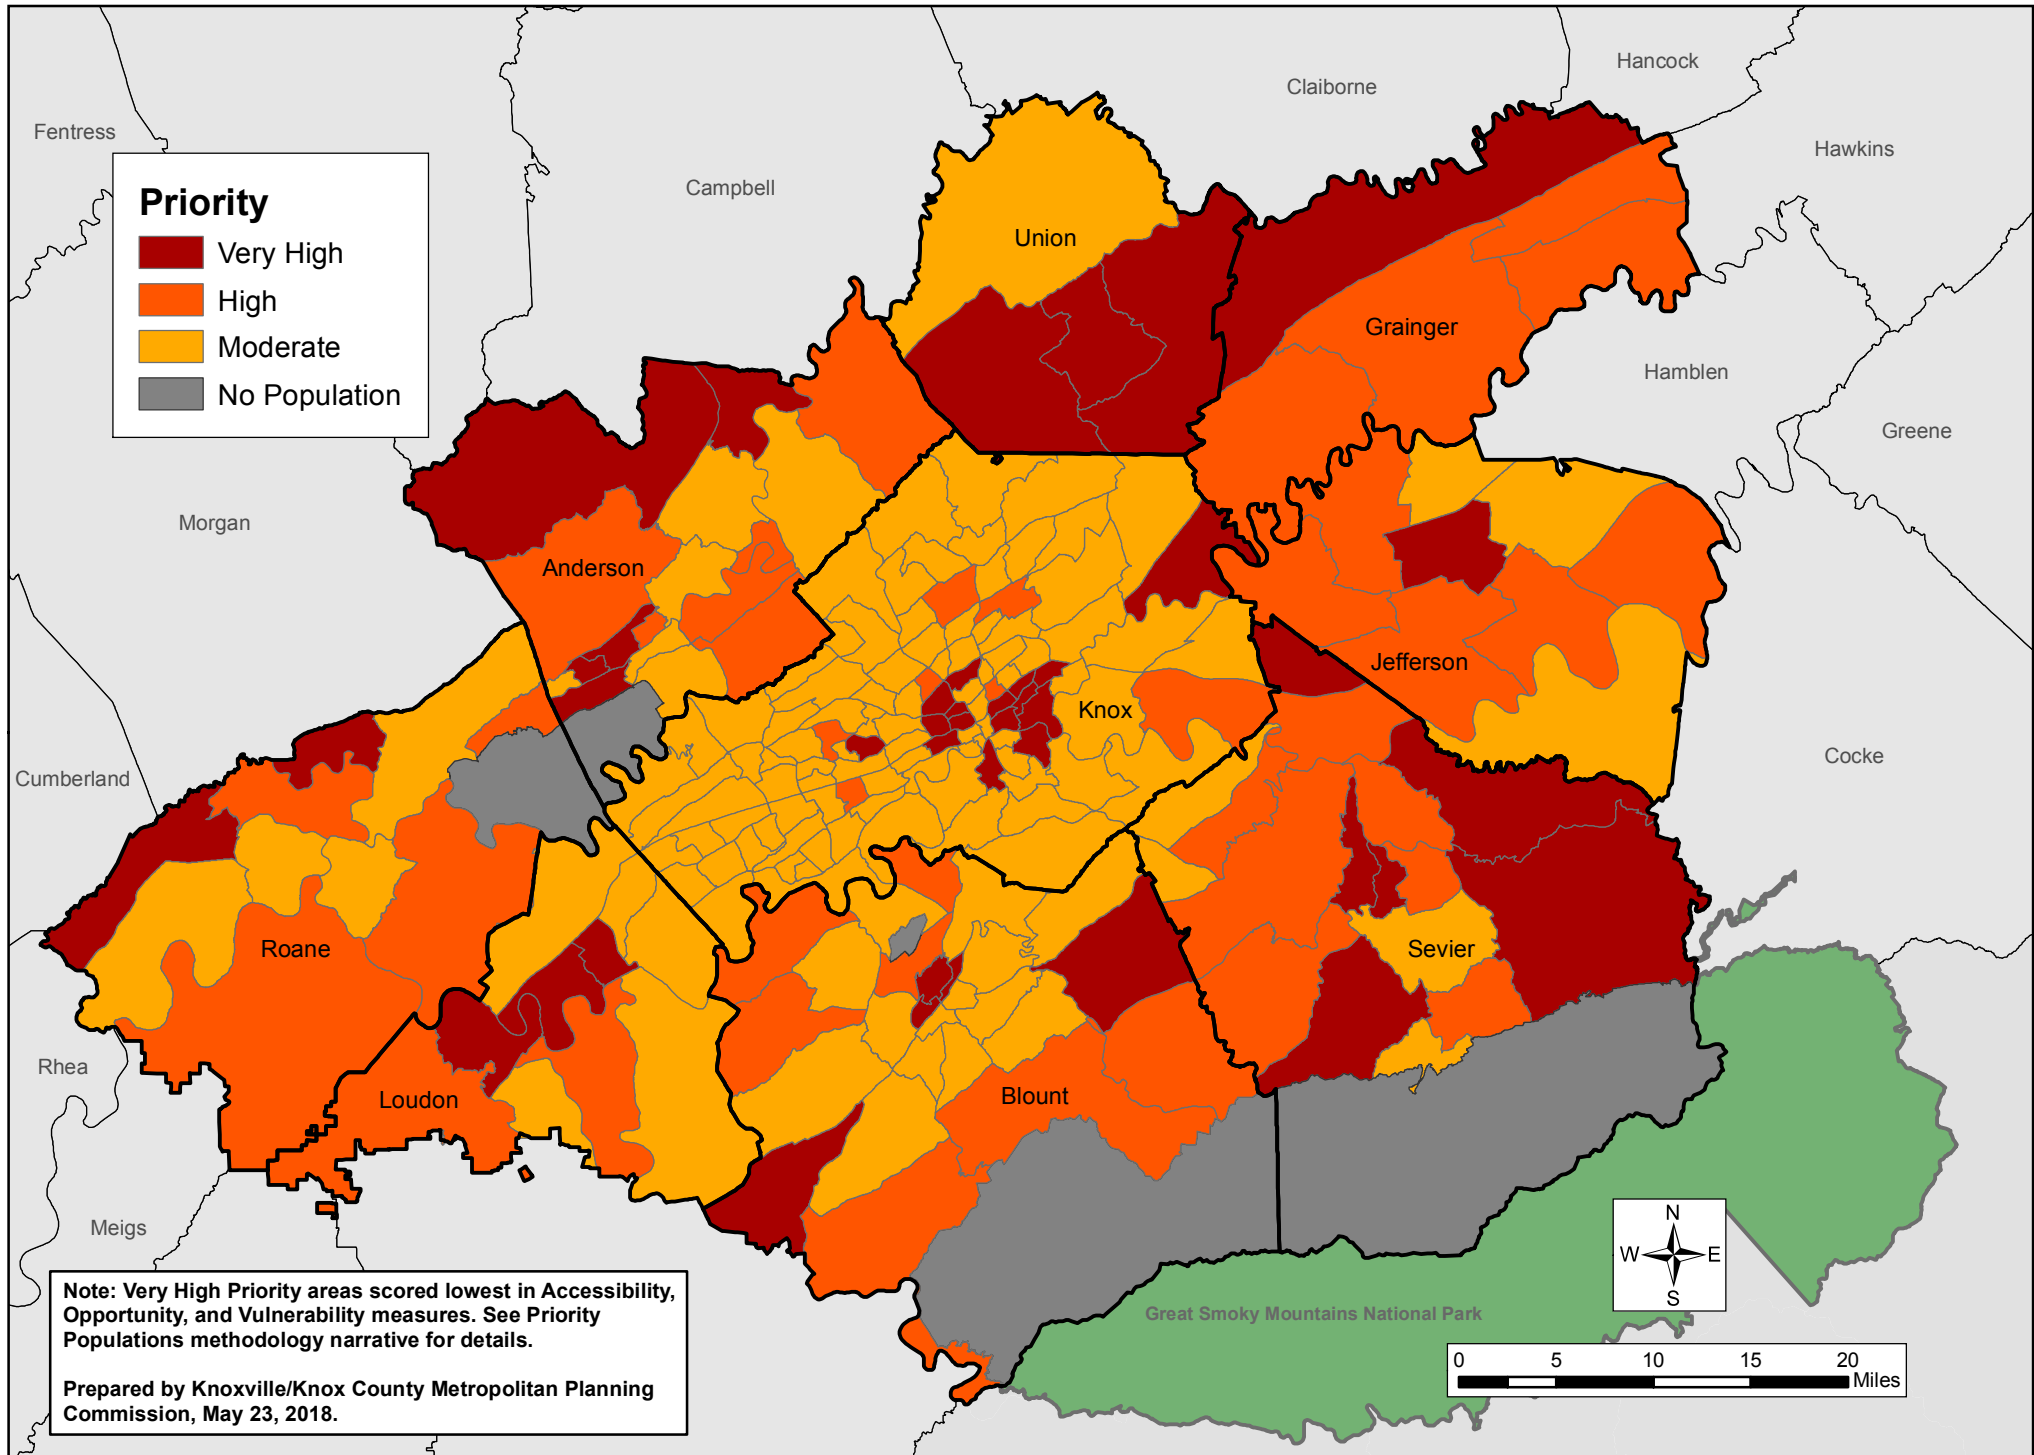 Hancock
Claiborne
Fentress
Hawkins
Campbell
Priority
Very High
High
Moderate
No Population
Union
Grainger
Hamblen
Greene
Morgan
Anderson
Jefferson
Knox
Cumberland
Cocke
Roane
Sevier
Rhea
Loudon
Blount
Meigs
Note: Very High Priority areas scored lowest in Accessibility,
Opportunity, and Vulnerability measures. See Priority
Populations methodology narrative for details.
Prepared by Knoxville/Knox County Metropolitan Planning
Commission, May 23, 2018.
Great Smoky Mountains National Park
N
W E
S
0 5 10 15 20
Miles